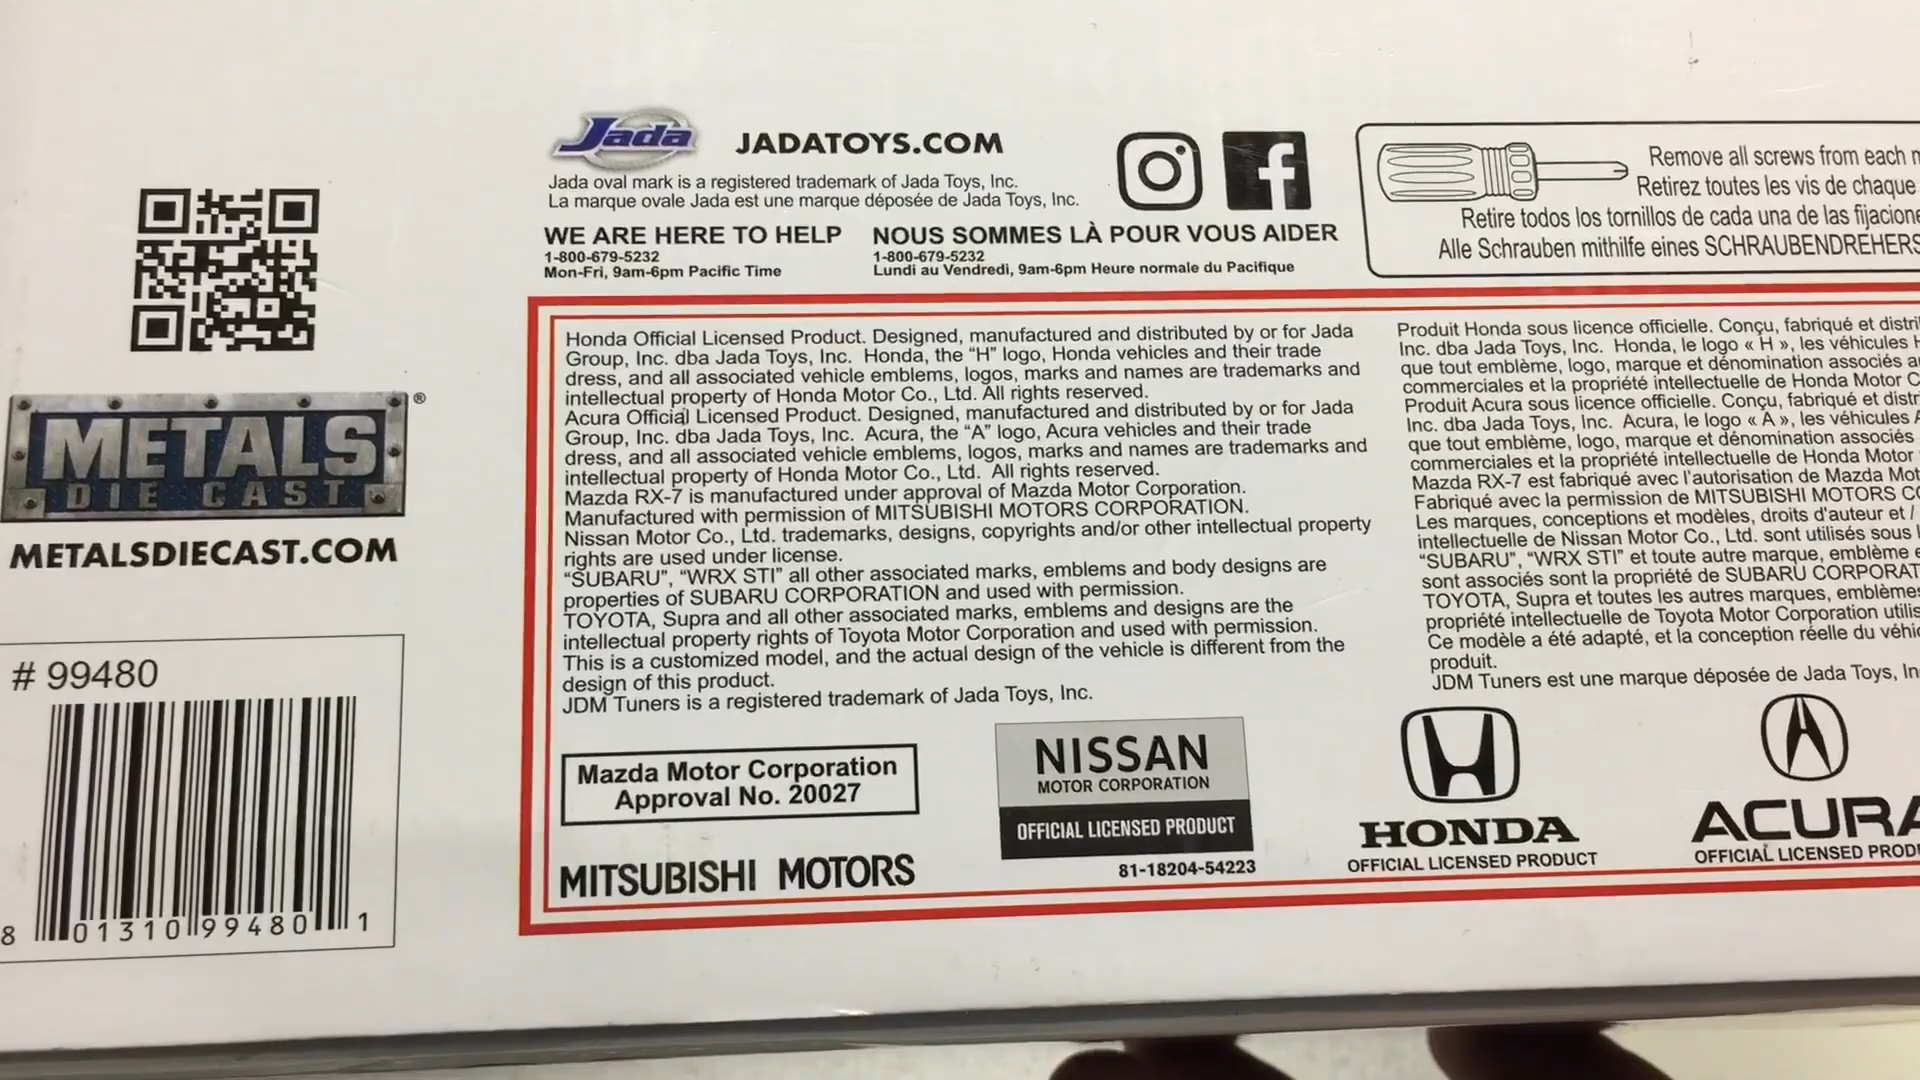 Jada
JADATOYS.COM
Jada oval mark is a registered trademark of Jada Toys, Inc.
La marque ovale Jada est une marque déposée de Jada Toys, Inc.
WE ARE HERE TO HELP
1-800-679-5232
Mon-Fri, 9am-6pm Pacific Time
NOUS SOMMES LÀ POUR VOUS AIDER
1-800-679-5232
Lundi au Vendredi, 9am-6pm Heure normale du Pacifique
Remove all screws from each
Retirez toutes les vis de chaque
Retire todos los tornillos de cada una de las
Alle Schrauben mithilfe eines SCHRAUBENDREHERS
METALS®
DIE CAST
METALSDIECAST.COM
# 99480
8 01310 99480 1
Honda Official Licensed Product. Designed, manufactured and distributed by or for Jada
Group, Inc. dba Jada Toys, Inc. Honda, the “H” logo, Honda vehicles and their trade
dress, and all associated vehicle emblems, logos, marks and names are trademarks and
intellectual property of Honda Motor Co., Ltd. All rights reserved.
Acura Official Licensed Product. Designed, manufactured and distributed by or for Jada
Group, Inc. dba Jada Toys, Inc. Acura, the “A” logo, Acura vehicles and their trade
dress, and all associated vehicle emblems, logos, marks and names are trademarks and
intellectual property of Honda Motor Co., Ltd. All rights reserved.
Mazda RX-7 is manufactured under approval of Mazda Motor Corporation.
Manufactured with permission of MITSUBISHI MOTORS CORPORATION.
Nissan Motor Co., Ltd. trademarks, designs, copyrights and/or other intellectual property
rights are used under license.
“SUBARU”, “WRX STI” all other associated marks, emblems and body designs are
properties of SUBARU CORPORATION and used with permission.
TOYOTA, Supra and all other associated marks, emblems and designs are the
intellectual property rights of Toyota Motor Corporation and used with permission.
This is a customized model, and the actual design of the vehicle is different from the
design of this product.
JDM Tuners is a registered trademark of Jada Toys, Inc.
Produit Honda sous licence officielle. Conçu, fabriqué et
Inc. dba Jada Toys, Inc. Honda, le logo « H », les véhicules
que tout emblème, logo, marque et dénomination associés
commerciales et la propriété intellectuelle de Honda Motor
Produit Acura sous licence officielle. Conçu, fabriqué et
Inc. dba Jada Toys, Inc. Acura, le logo « A », les véhicules
que tout emblème, logo, marque et dénomination associés
commerciales et la propriété intellectuelle de Honda Motor
Mazda RX-7 est fabriqué avec l'autorisation de Mazda
Fabriqué avec la permission de MITSUBISHI MOTORS
Les marques, conceptions et modèles, droits d'auteur et /
intellectuelle de Nissan Motor Co., Ltd. sont utilisés sous
“SUBARU”, “WRX STI” et toute autre marque, emblème
sont associés sont la propriété de SUBARU
TOYOTA, Supra et toutes les autres marques,
propriété intellectuelle de Toyota Motor Corporation
Ce modèle a été adapté, et la conception réelle du
produit.
JDM Tuners est une marque déposée de Jada Toys,
Mazda Motor Corporation
Approval No. 20027
MITSUBISHI MOTORS
NISSAN
MOTOR CORPORATION
OFFICIAL LICENSED PRODUCT
81-18204-54223
HONDA
OFFICIAL LICENSED PRODUCT
ACURA
OFFICIAL LICENSED